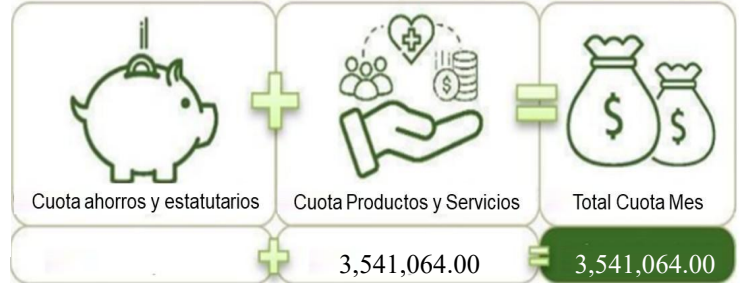 Cuota ahorros y estatutarios
Cuota Productos y Servicios
Total Cuota Mes
3,541,064.00
3,541,064.00